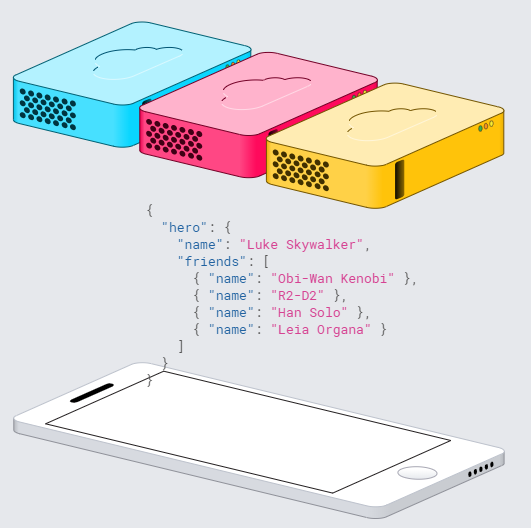 {
  "hero": {
    "name": "Luke Skywalker",
    "friends": [
      { "name": "Obi-Wan Kenobi" },
      { "name": "R2-D2" },
      { "name": "Han Solo" },
      { "name": "Leia Organa" }
    ]
  }
}